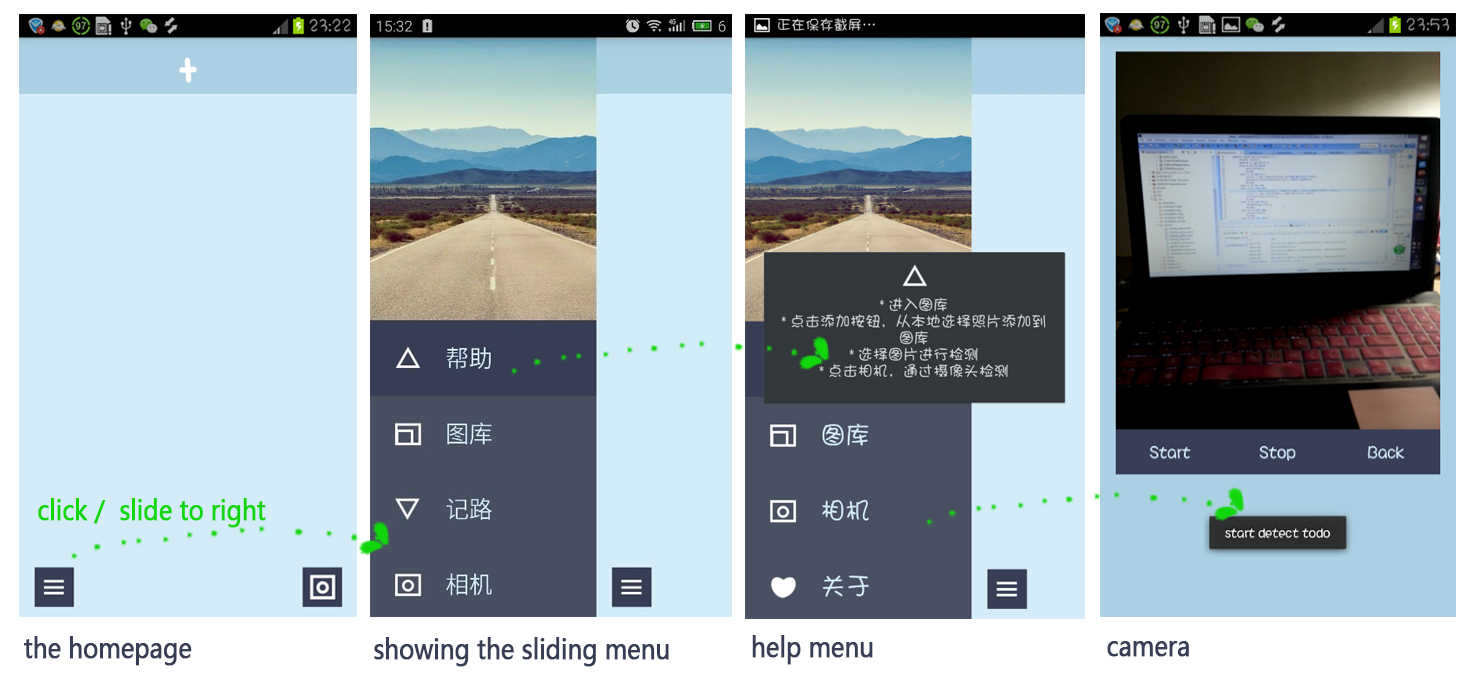 97
23:22
click / slide to right
the homepage
15:32
4G
6
帮助
图库
记路
相机
showing the sliding menu
正在保存截屏…
* 进入图库
* 点击添加按钮, 从本地选择照片添加到
图库
* 选择图片进行检测
* 点击相机, 通过摄像头检测
图库
相机
关于
help menu
97
23:53
Start Stop Back
start detect todo
camera